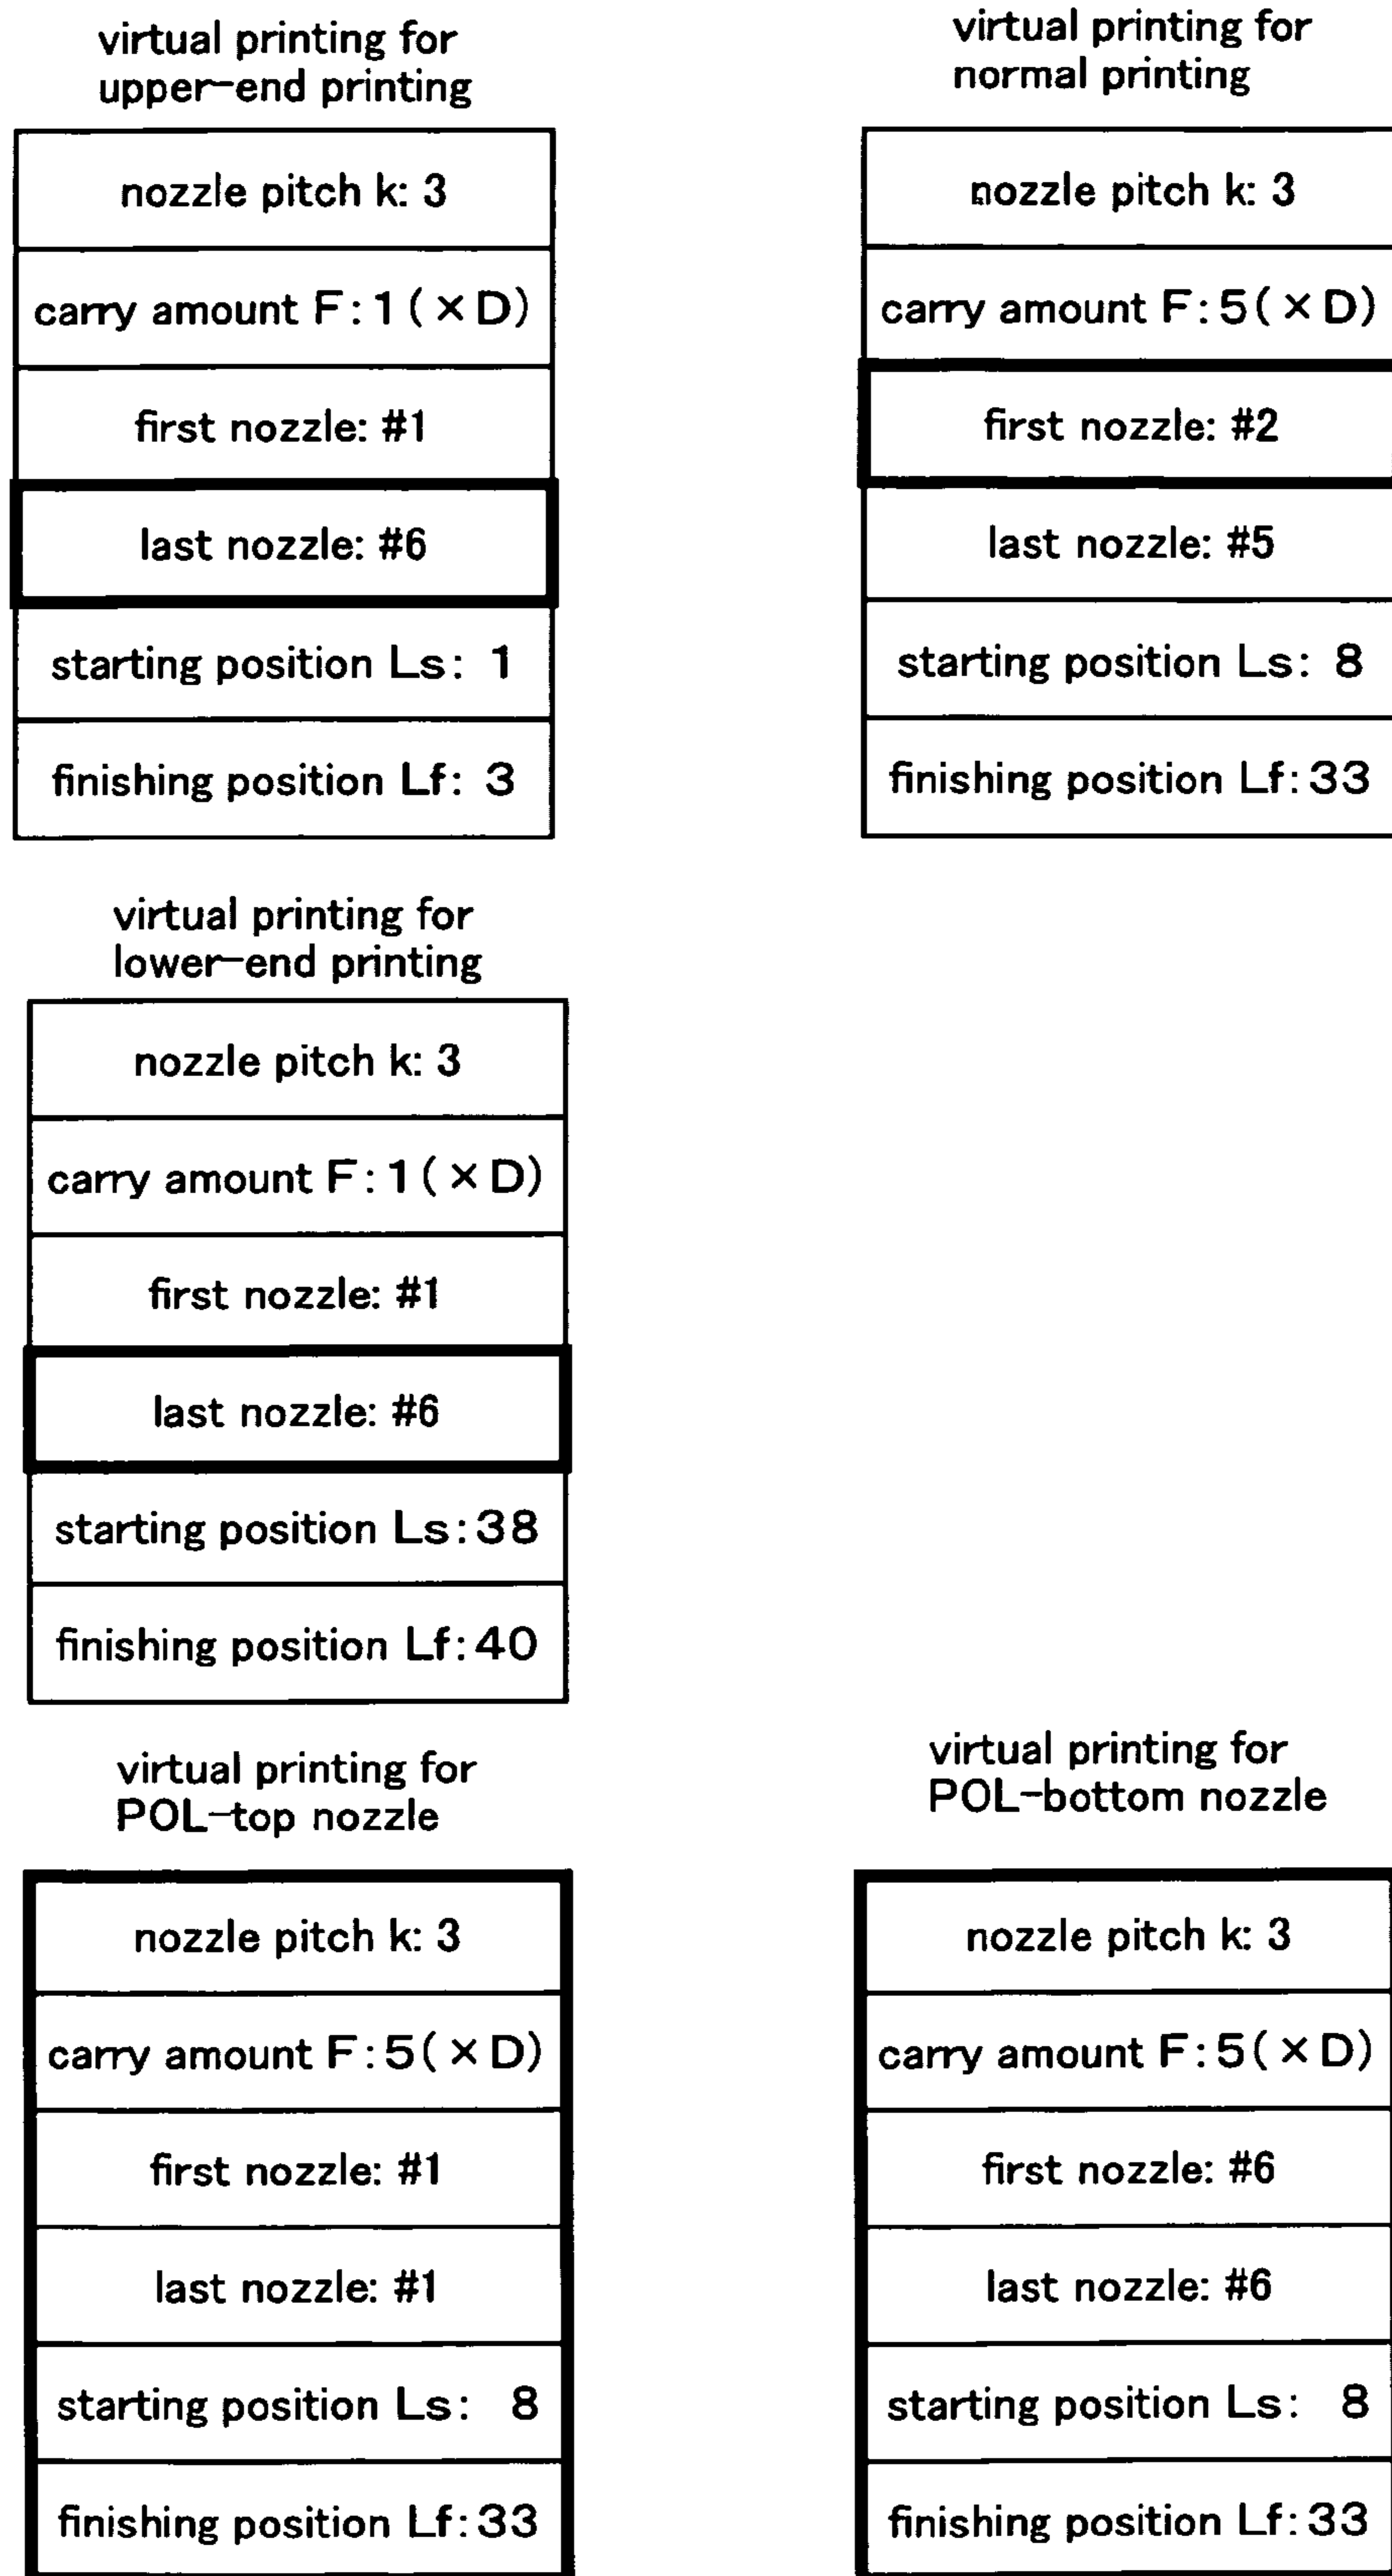 virtual printing for
upper-end printing
nozzle pitch k: 3
carry amount F: 1 ( × D)
first nozzle: #1
last nozzle: #6
starting position Ls: 1
finishing position Lf: 3
virtual printing for
normal printing
nozzle pitch k: 3
carry amount F: 5 ( × D)
first nozzle: #2
last nozzle: #5
starting position Ls: 8
finishing position Lf: 33
virtual printing for
lower-end printing
nozzle pitch k: 3
carry amount F: 1 ( × D)
first nozzle: #1
last nozzle: #6
starting position Ls: 38
finishing position Lf: 40
virtual printing for
POL-top nozzle
nozzle pitch k: 3
carry amount F: 5 ( × D)
first nozzle: #1
last nozzle: #1
starting position Ls: 8
finishing position Lf: 33
virtual printing for
POL-bottom nozzle
nozzle pitch k: 3
carry amount F: 5 ( × D)
first nozzle: #6
last nozzle: #6
starting position Ls: 8
finishing position Lf: 33